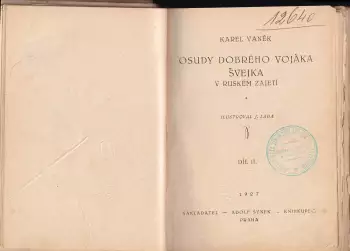 12640
KAREL VANĚK
OSUDY DOBRÉHO VOJÁKA
ŠVEJKA
V RUSKÉM ZAJETÍ
ILUSTROVAL J. LADA
DÍL II.
1927
NAKLADATEL — ADOLF SYNEK — KNIHKUPEC
PRAHA